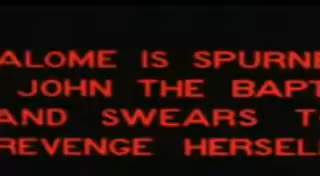 ALOME IS SPURNE
JOHN THE BAPT
AND SWEARS T
REVENGE HERSEL